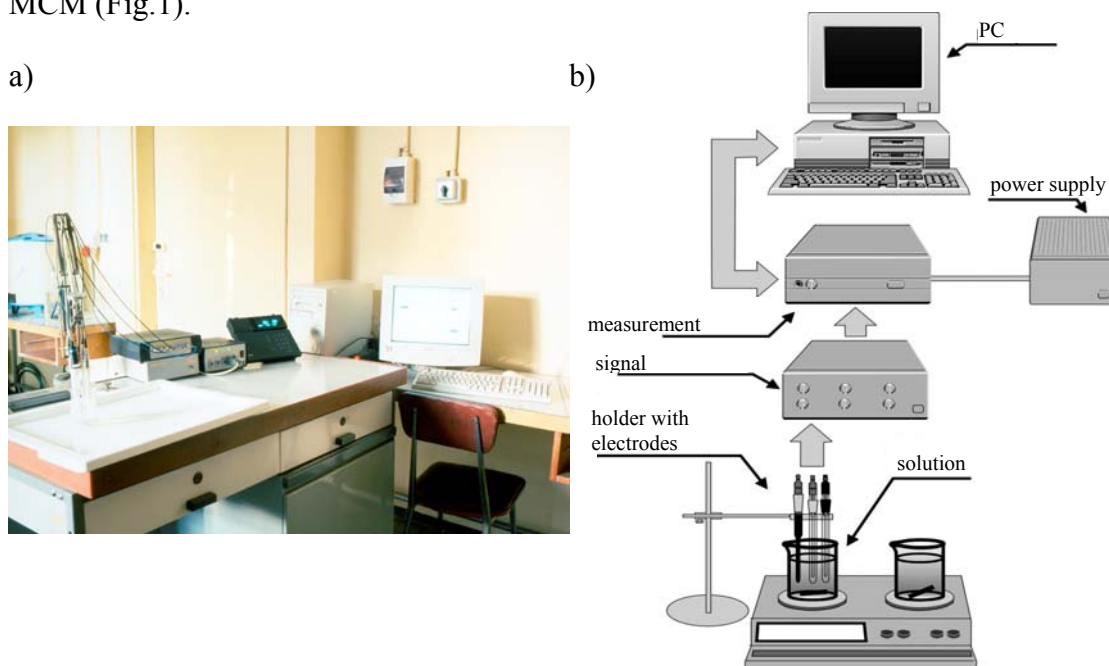 MCM (Fig.1).
a)
b)
PC
power supply
measurement
signal
holder with
electrodes
solution